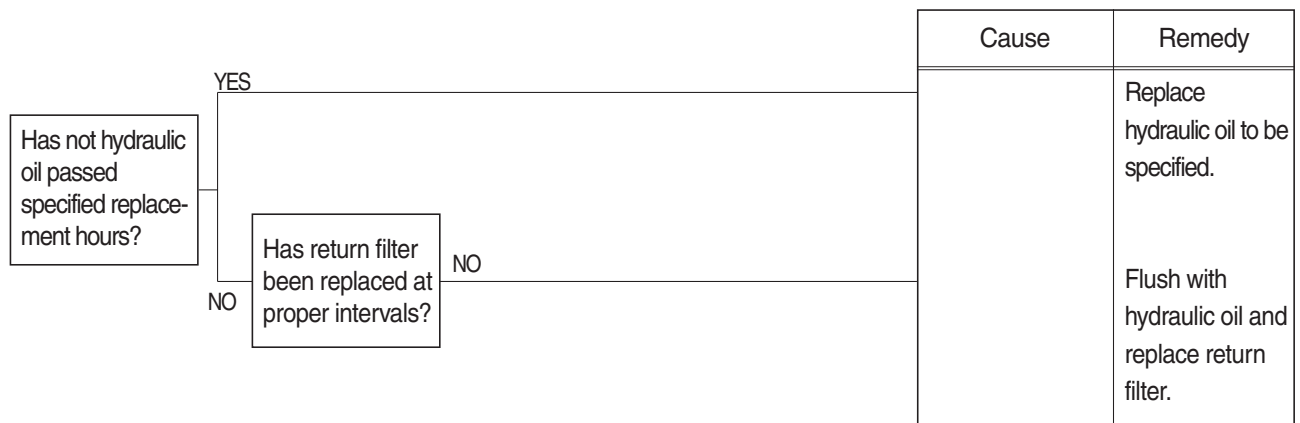 Cause
Remedy
YES
Replace
hydraulic oil to be
specified.
Has not hydraulic
oil passed
specified replace-
ment hours?
Has return filter
been replaced at
proper intervals?
NO
NO
Flush with
hydraulic oil and
replace return
filter.